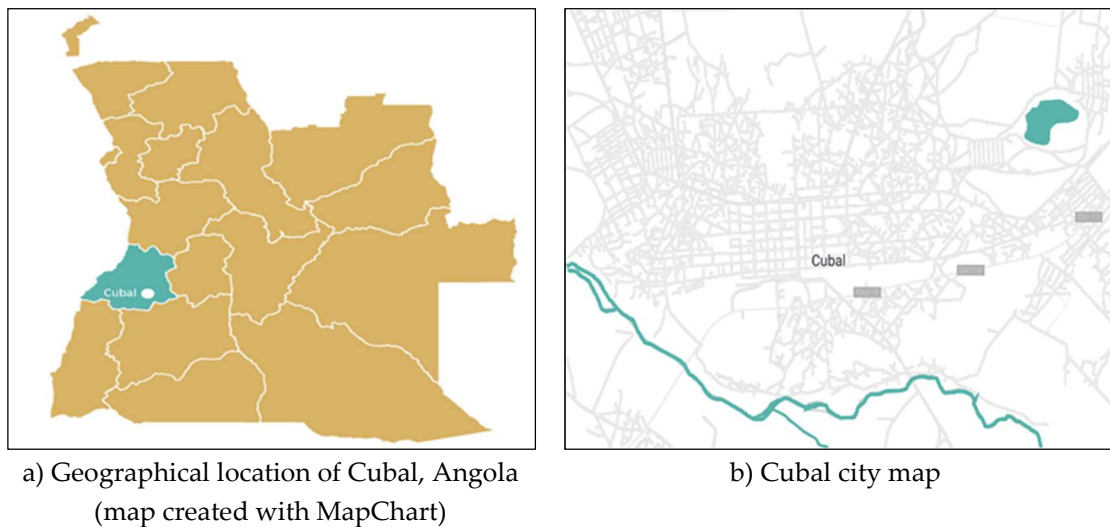 Cubal
Cubal
a) Geographical location of Cubal, Angola
(map created with MapChart)
b) Cubal city map